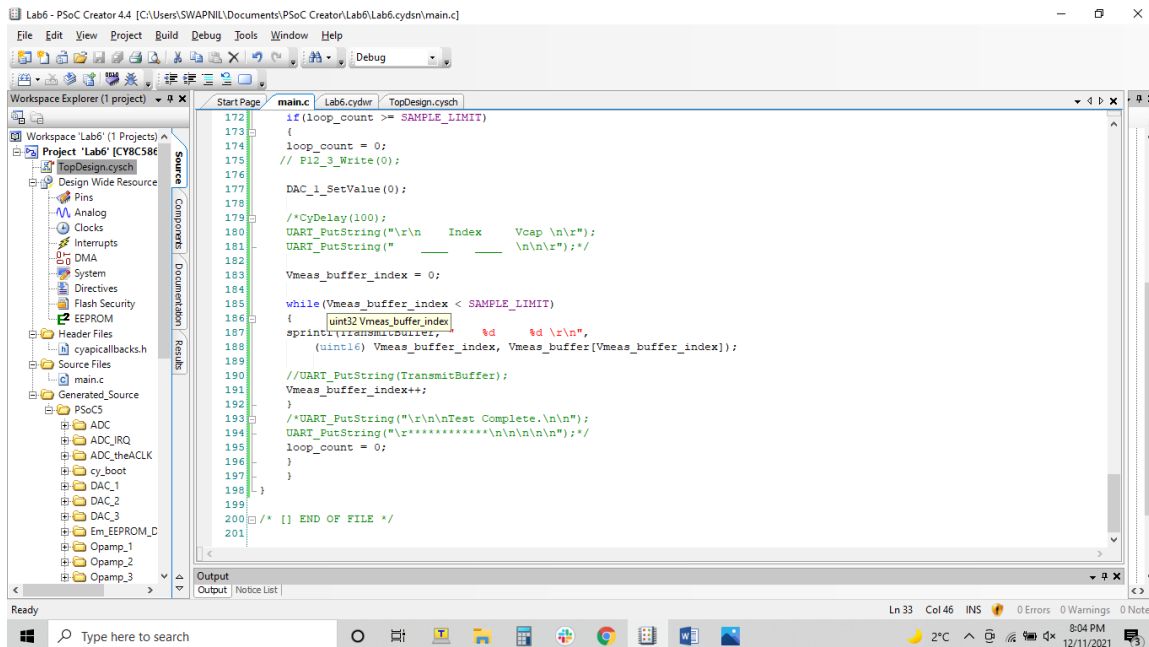 Lab6 - PSoC Creator 4.4 [C:\Users\SWAPNIL\Documents\PSoC Creator\Lab6\Lab6.cydsn\main.c]
File Edit View Project Build Debug Tools Window Help
Debug
Workspace Explorer (1 project)
Workspace 'Lab6' (1 Projects)
Project 'Lab6' [CY8C586
TopDesign.cysch
Design Wide Resource
Pins
Analog
Clocks
Interrupts
DMA
System
Directives
Flash Security
EEPROM
Header Files
cyapicallbacks.h
Source Files
main.c
Generated_Source
PSoC5
ADC
ADC_IRQ
ADC_theACLK
cy_boot
DAC_1
DAC_2
DAC_3
Em_EEPROM_D
Opamp_1
Opamp_2
Opamp_3
Source
Components
Documentation
Results
Start Page main.c Lab6.cydwr TopDesign.cysch
172 if(loop_count >= SAMPLE_LIMIT)
173 {
174 loop_count = 0;
175 // P12_3_Write(0);
176
177 DAC_1_SetValue(0);
178
179 /*CyDelay(100);
180 UART_PutString("\r\n    Index     Vcap \n\r");
181 UART_PutString("    ____    ____  \n\n\r");*/
182
183 Vmeas_buffer_index = 0;
184
185 while(Vmeas_buffer_index < SAMPLE_LIMIT)
186 {
uint32 Vmeas_buffer_index
187 sprintf(TransmitBuffer, "    %d     %d \r\n",
188 (uint16) Vmeas_buffer_index, Vmeas_buffer[Vmeas_buffer_index]);
189
190 //UART_PutString(TransmitBuffer);
191 Vmeas_buffer_index++;
192 }
193 /*UART_PutString("\r\n\nTest Complete.\n\n");
194 UART_PutString("\r************\n\n\n\n\n");*/
195 loop_count = 0;
196 }
197 }
198 }
199
200 /* [] END OF FILE */
201
Output
Output Notice List
Ready
Ln 33 Col 46 INS 0 Errors 0 Warnings 0 Note
Type here to search
2°C
8:04 PM
12/11/2021